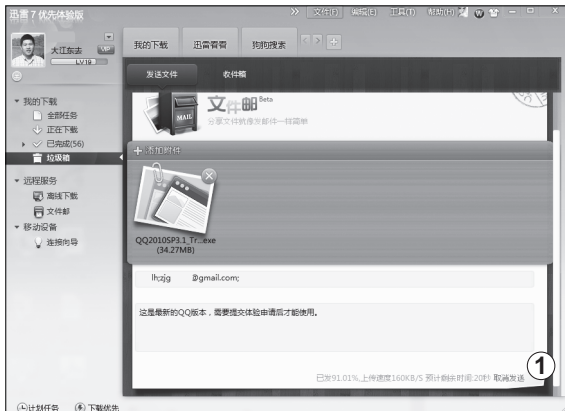 迅雷7优先体验版
文件(F) 编辑(E) 工具(T) 帮助(H)
大江东去 VIP
LV19
我的下载 迅雷看看 狗狗搜索
发送文件 收件箱
MAIL 文件邮 Beta
分享文件就像发邮件一样简单
添加附件
我的下载
全部任务
正在下载
已完成(56)
垃圾箱
远程服务
离线下载
文件邮
移动设备
连接向导
QQ2010SP3.1_Tr...exe
(34.27MB)
lh;zjg @gmail.com;
这是最新的QQ版本，需要提交体验申请后才能使用。
已发91.01%,上传速度160KB/S 预计剩余时间:20秒 取消发送
1
计划任务 下载优先